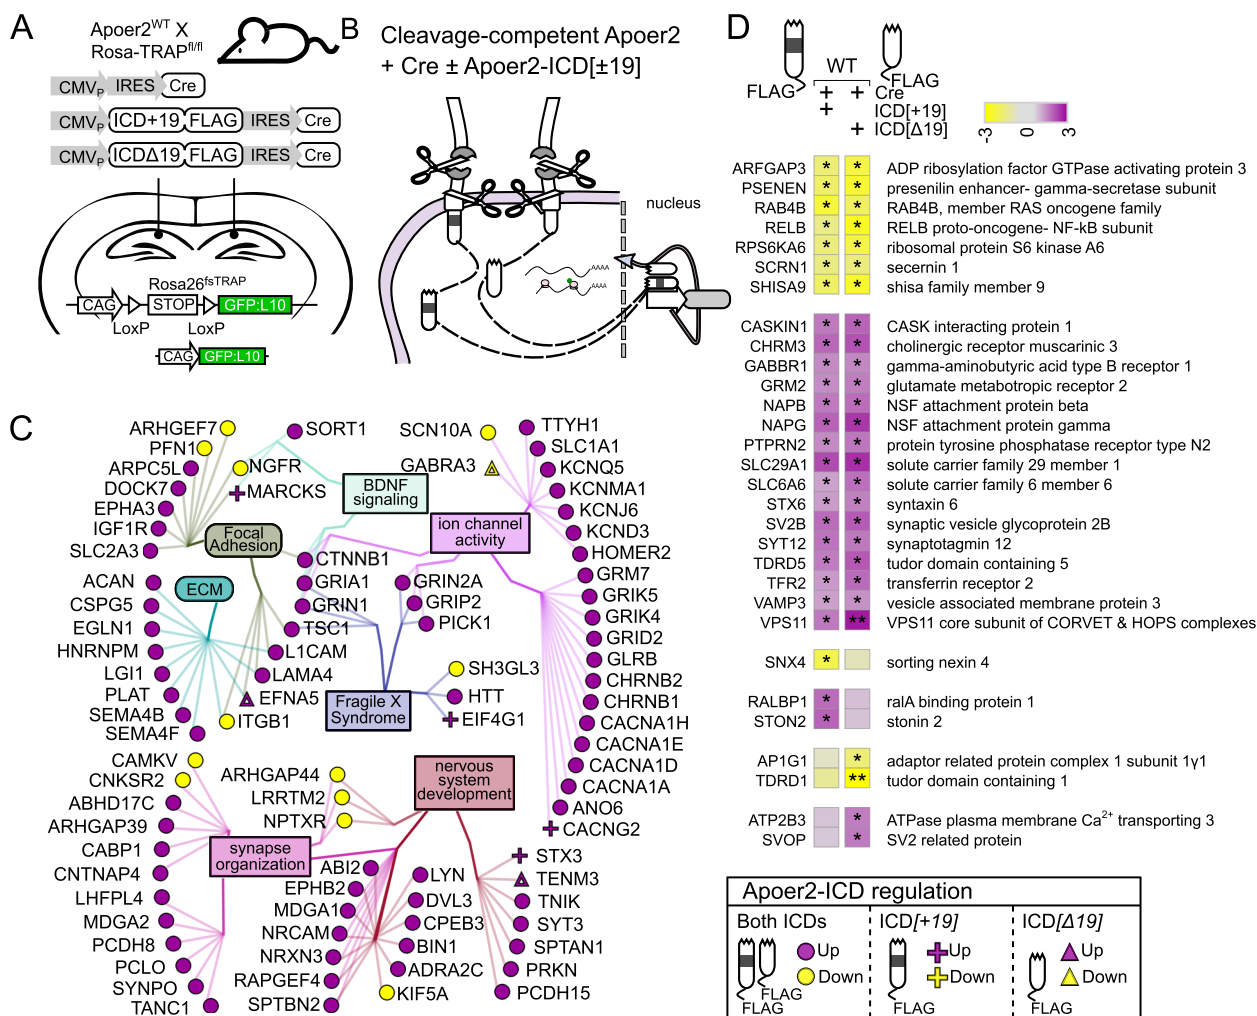 A
Apoer2WT X
Rosa-TRAPfl/fl
CMVP IRES Cre
CMVP ICD+19 FLAG IRES Cre
CMVP ICDΔ19 FLAG IRES Cre
Rosa26fsTRAP
CAG STOP GFP:L10
LoxP LoxP
CAG GFP:L10
B
Cleavage-competent Apoer2
+ Cre ± Apoer2-ICD[±19]
nucleus
AAAA
AAAA
C
ARHGEF7
PFN1
NGFR
ARPC5L
MARCKS
DOCK7
EPHA3
IGF1R
SLC2A3
SORT1
BDNF
signaling
Focal
Adhesion
SCN10A
GABRA3
ion channel
activity
TTYH1
SLC1A1
KCNQ5
KCNMA1
KCNJ6
KCND3
HOMER2
GRM7
GRIK5
GRIK4
GRID2
GLRB
CHRNB2
CHRNB1
CACNA1H
CACNA1E
CACNA1D
CACNA1A
ANO6
CACNG2
ECM
ACAN
CSPG5
EGLN1
HNRNPM
LGI1
PLAT
SEMA4B
SEMA4F
CTNNB1
GRIA1
GRIN1
TSC1
L1CAM
LAMA4
EFNA5
ITGB1
GRIN2A
GRIP2
PICK1
Fragile X
Syndrome
SH3GL3
HTT
EIF4G1
CAMKV
CNKSR2
ABHD17C
ARHGAP39
CABP1
CNTNAP4
LHFPL4
MDGA2
PCDH8
PCLO
SYNPO
TANC1
ARHGAP44
LRRTM2
NPTXR
synapse
organization
nervous
system
development
ABI2
EPHB2
MDGA1
NRCAM
NRXN3
RAPGEF4
SPTBN2
LYN
DVL3
CPEB3
BIN1
ADRA2C
KIF5A
STX3
TENM3
TNIK
SYT3
SPTAN1
PRKN
PCDH15
D
FLAG
FLAG
WT
+ + Cre
+ ICD[+19]
+ ICD[Δ19]
-3 0 3
ARFGAP3 * * ADP ribosylation factor GTPase activating protein 3
PSENEN * * presenilin enhancer- gamma-secretase subunit
RAB4B * * RAB4B, member RAS oncogene family
RELB * * RELB proto-oncogene- NF-kB subunit
RPS6KA6 * * ribosomal protein S6 kinase A6
SCRN1 * * secernin 1
SHISA9 * * shisa family member 9
CASKIN1 * * CASK interacting protein 1
CHRM3 * * cholinergic receptor muscarinic 3
GABBR1 * * gamma-aminobutyric acid type B receptor 1
GRM2 * * glutamate metabotropic receptor 2
NAPB * * NSF attachment protein beta
NAPG * * NSF attachment protein gamma
PTPRN2 * * protein tyrosine phosphatase receptor type N2
SLC29A1 * * solute carrier family 29 member 1
SLC6A6 * * solute carrier family 6 member 6
STX6 * * syntaxin 6
SV2B * * synaptic vesicle glycoprotein 2B
SYT12 * * synaptotagmin 12
TDRD5 * * tudor domain containing 5
TFR2 * * transferrin receptor 2
VAMP3 * * vesicle associated membrane protein 3
VPS11 * ** VPS11 core subunit of CORVET & HOPS complexes
SNX4 * sorting nexin 4
RALBP1 * ralA binding protein 1
STON2 * stonin 2
AP1G1 * adaptor related protein complex 1 subunit 1γ1
TDRD1 ** tudor domain containing 1
ATP2B3 * ATPase plasma membrane Ca2+ transporting 3
SVOP * SV2 related protein
Apoer2-ICD regulation
Both ICDs
Up
Down
FLAG
FLAG
ICD[+19]
Up
Down
FLAG
ICD[Δ19]
Up
Down
FLAG